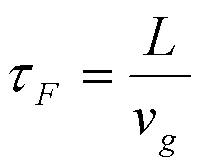 τ_F = L / v_g